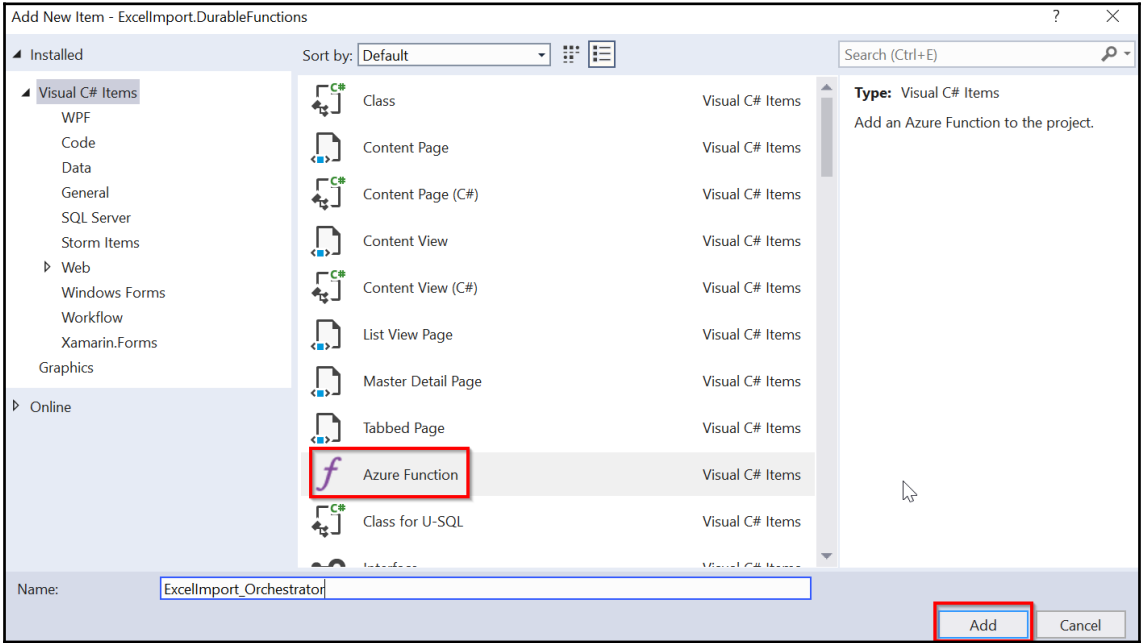 Add New Item - ExcelImport.DurableFunctions
?
Installed
Sort by: Default
Search (Ctrl+E)
Visual C# Items
WPF
Code
Data
General
SQL Server
Storm Items
Web
Windows Forms
Workflow
Xamarin.Forms
Graphics
Online
C# Class Visual C# Items
Content Page Visual C# Items
C# Content Page (C#) Visual C# Items
Content View Visual C# Items
C# Content View (C#) Visual C# Items
List View Page Visual C# Items
Master Detail Page Visual C# Items
Tabbed Page Visual C# Items
Azure Function Visual C# Items
C# Class for U-SQL Visual C# Items
Type: Visual C# Items
Add an Azure Function to the project.
Name: ExcelImport_Orchestrator
Add Cancel